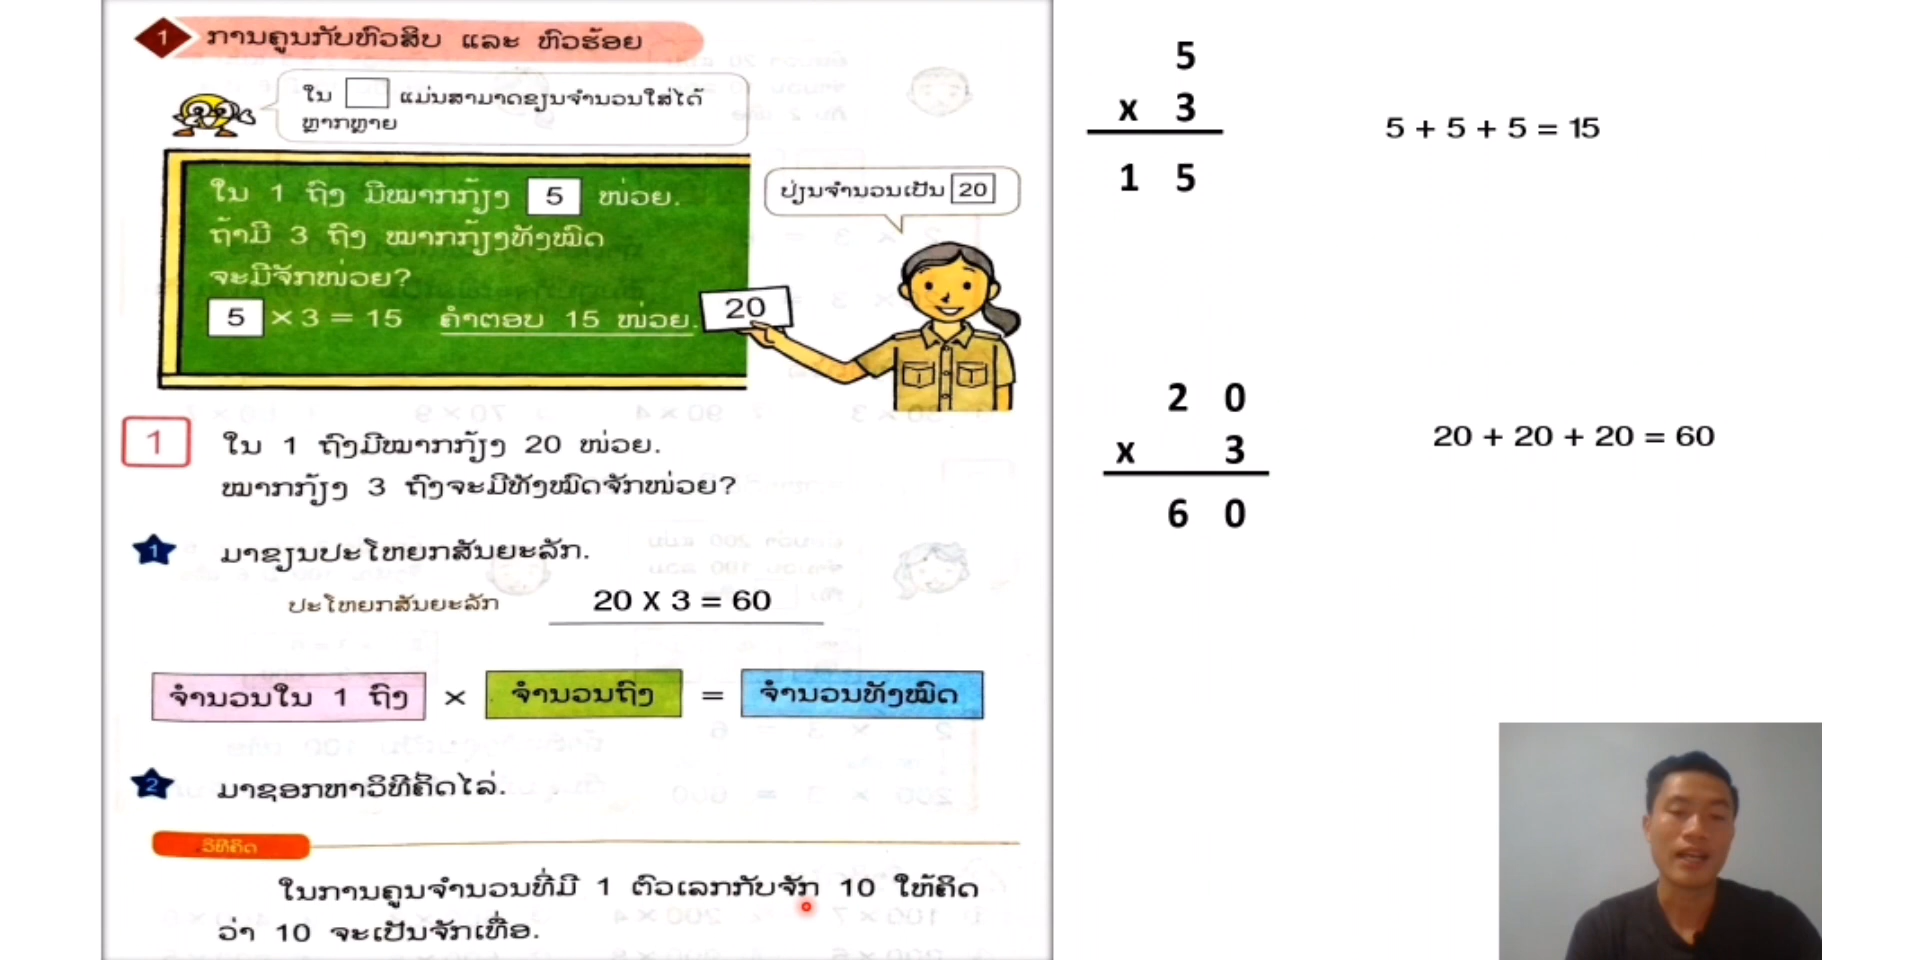 1 ການຄູນກັບຫົວສິບ ແລະ ຫົວຮ້ອຍ
ໃນ ແມ່ນສາມາດຂຽນຈຳນວນໃສ່ໄດ້
ຫຼາກຫຼາຍ
ໃນ 1 ຖົງ ມີໝາກກ້ຽງ 5 ໜ່ວຍ.
ຖ້າມີ 3 ຖົງ ໝາກກ້ຽງທັງໝົດ
ຈະມີຈັກໜ່ວຍ?
5 × 3 = 15 ຄຳຕອບ 15 ໜ່ວຍ.
ປ່ຽນຈຳນວນເປັນ 20
20
1 ໃນ 1 ຖົງມີໝາກກ້ຽງ 20 ໜ່ວຍ.
ໝາກກ້ຽງ 3 ຖົງຈະມີທັງໝົດຈັກໜ່ວຍ?
1 ມາຂຽນປະໂຫຍກສັນຍະລັກ.
ປະໂຫຍກສັນຍະລັກ 20 X 3 = 60
ຈຳນວນໃນ 1 ຖົງ × ຈຳນວນຖົງ = ຈຳນວນທັງໝົດ
2 ມາຊອກຫາວິທີຄິດໄລ່.
ວິທີຄິດ
ໃນການຄູນຈຳນວນທີ່ມີ 1 ຕົວເລກກັບຈັກ 10 ໃຫ້ຄິດ
ວ່າ 10 ຈະເປັນຈັກເທື່ອ.
5
x 3
1 5
5 + 5 + 5 = 15
2 0
x 3
6 0
20 + 20 + 20 = 60